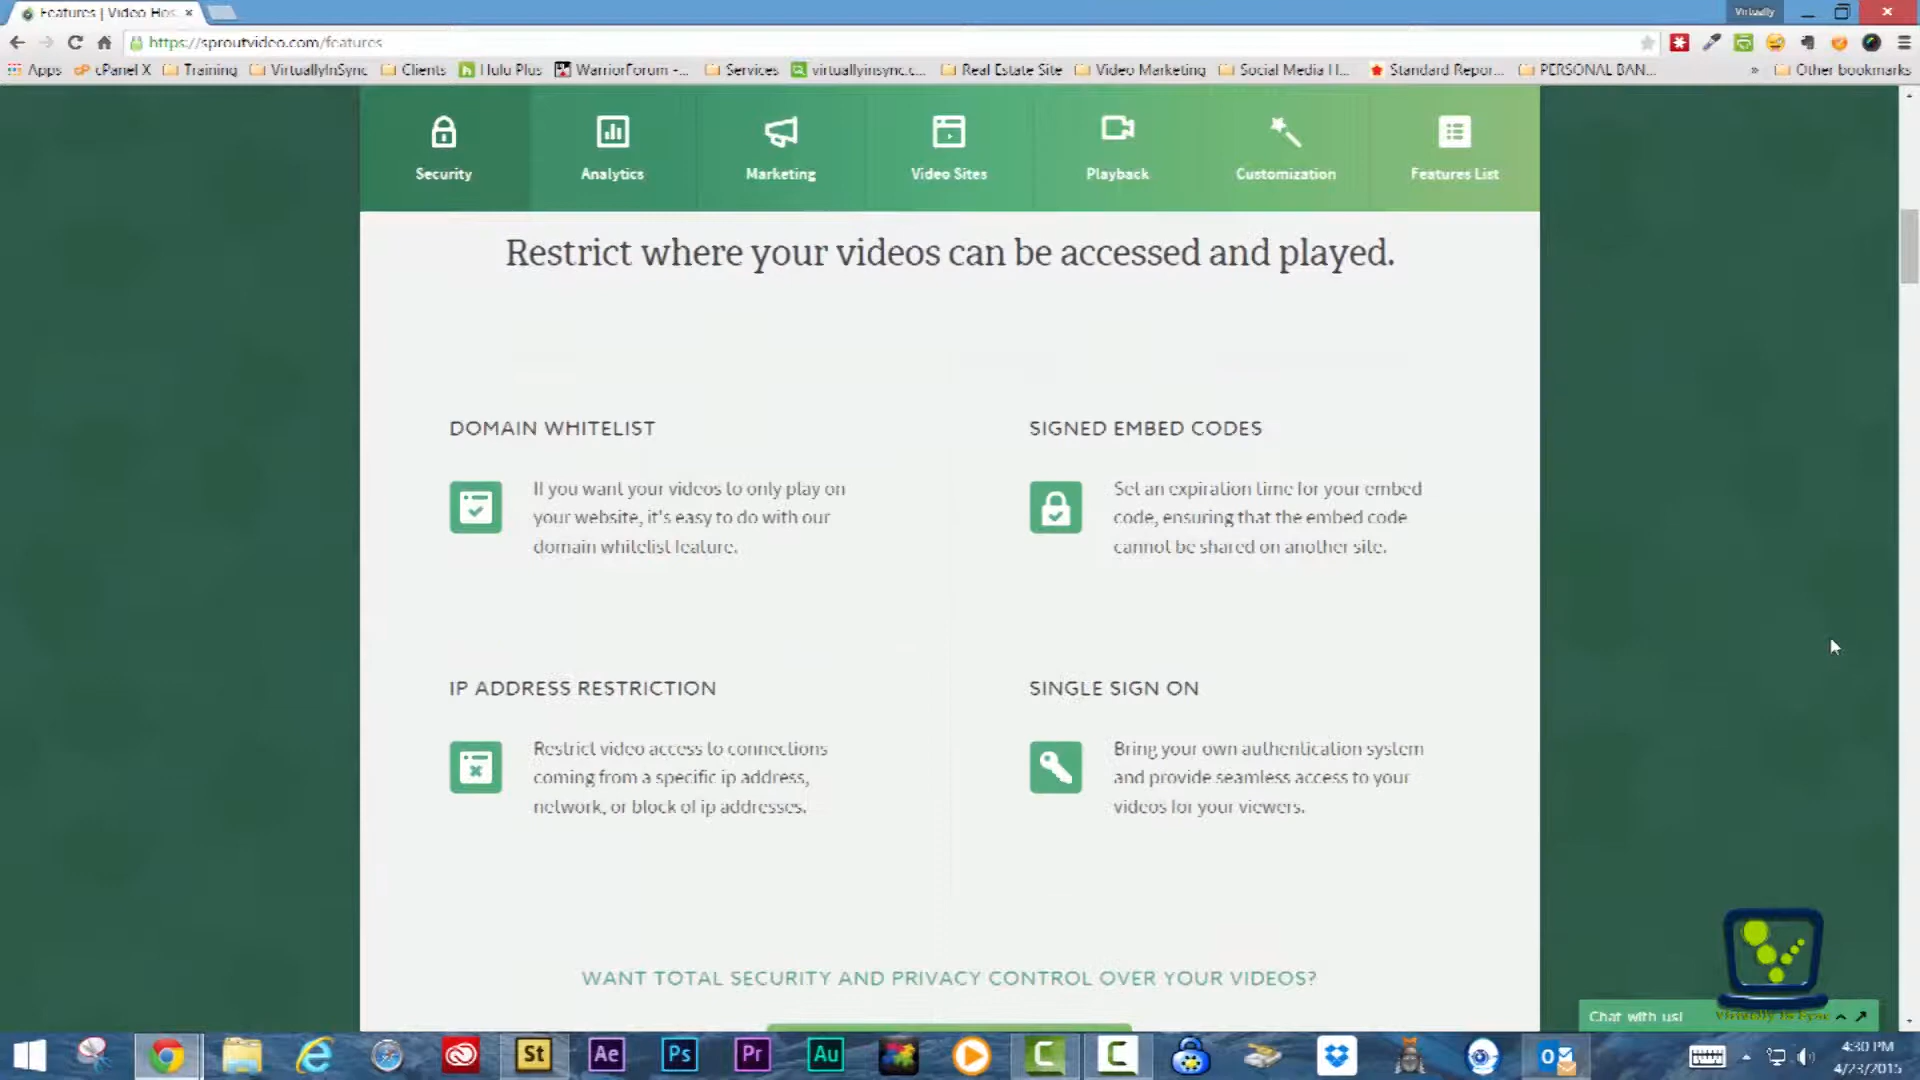 Features | Video Hos
Virtually
https://sproutvideo.com/features
Apps
cPanel X
Training
VirtuallyInSync
Clients
Hulu Plus
WarriorForum -...
Services
virtuallyinsync.c...
Real Estate Site
Video Marketing
Social Media H...
Standard Repor...
PERSONAL BAN...
»
Other bookmarks
Security
Analytics
Marketing
Video Sites
Playback
Customization
Features List
Restrict where your videos can be accessed and played.
DOMAIN WHITELIST
If you want your videos to only play on
your website, it's easy to do with our
domain whitelist feature.
SIGNED EMBED CODES
Set an expiration time for your embed
code, ensuring that the embed code
cannot be shared on another site.
IP ADDRESS RESTRICTION
Restrict video access to connections
coming from a specific ip address,
network, or block of ip addresses.
SINGLE SIGN ON
Bring your own authentication system
and provide seamless access to your
videos for your viewers.
WANT TOTAL SECURITY AND PRIVACY CONTROL OVER YOUR VIDEOS?
Chat with us!
Virtually In Sync
St
Ae
Ps
Pr
Au
4:30 PM
4/23/2015